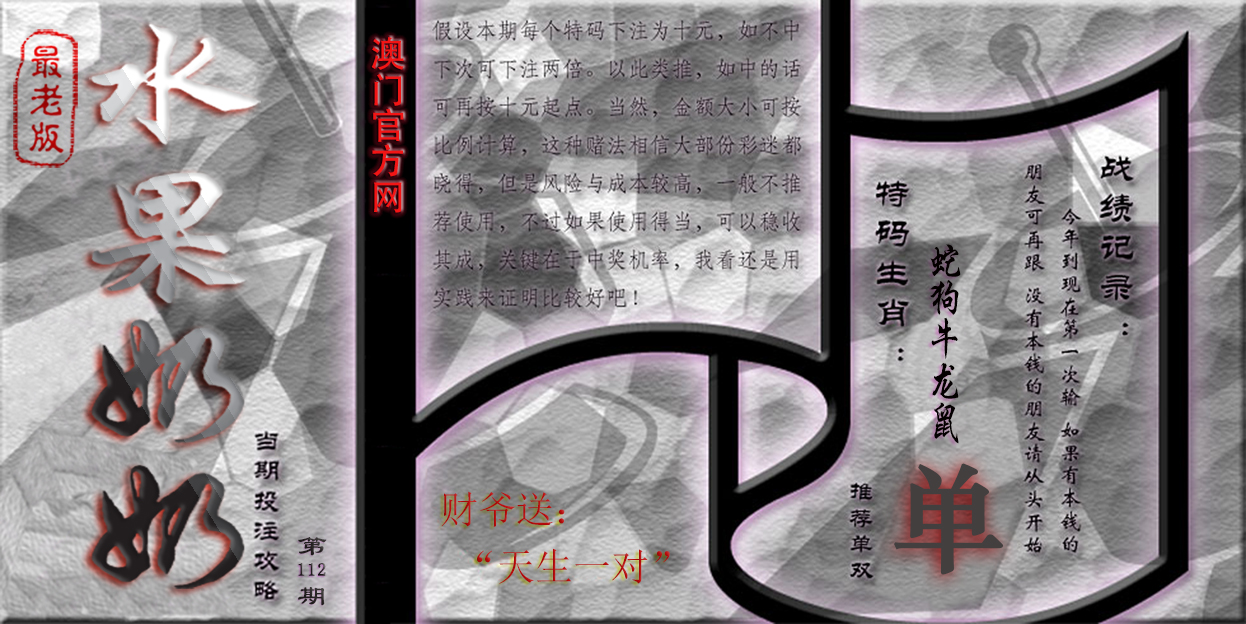 最老版
水果奶奶
当期投注攻略
第112期
澳门官方网
假设本期每个特码下注为十元，如不中
下次可下注两倍。以此类推，如中的话
可再按十元起点。当然，金额大小可按
比例计算，这种赌法相信大部份彩迷都
晓得，但是风险与成本较高，一般不推
荐使用，不过如果使用得当，可以稳收
其成，关键在于中奖机率，我看还是用
实践来证明比较好吧！
财爷送：
“天生一对”
战绩记录：
今年到现在第一次输 如果有本钱的
朋友可再跟 没有本钱的朋友请从头开始
特码生肖：
蛇狗牛龙鼠
推荐单双
单